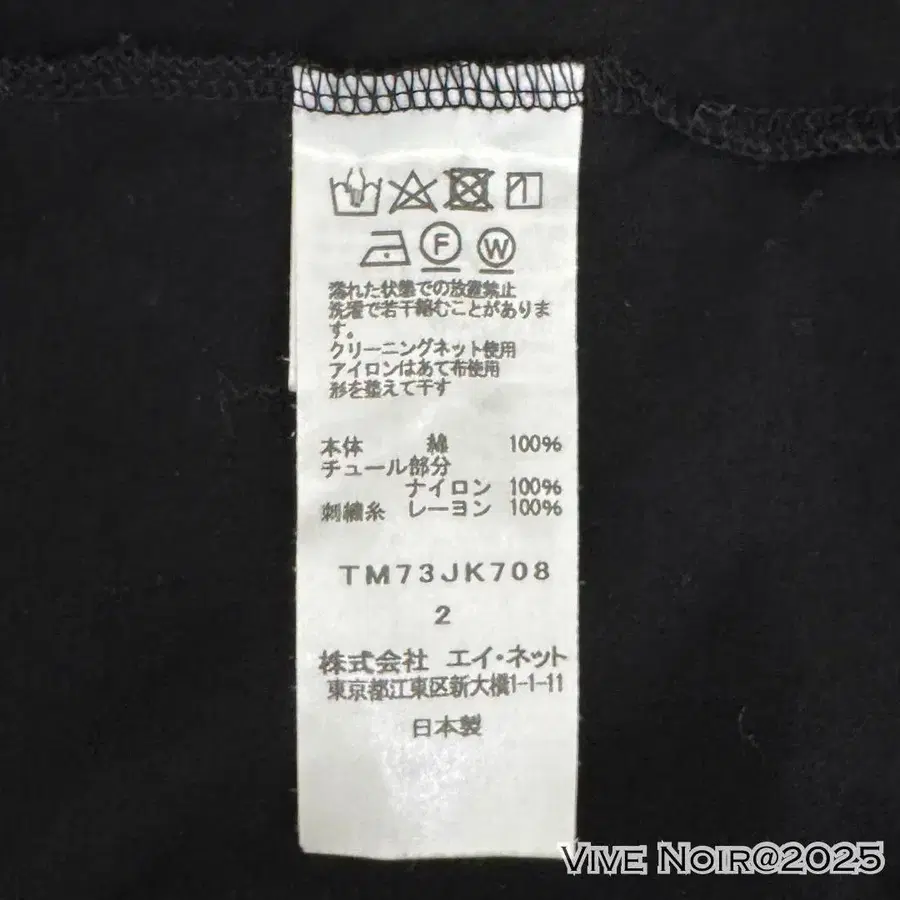 F W
濡れた状態での放置禁止
洗濯で若干縮むことがありま
す。
クリーニングネット使用
アイロンはあて布使用
形を整えて干す
本体 綿 100%
チュール部分
ナイロン 100%
刺繍糸 レーヨン 100%
TM73JK708
2
株式会社 エイ・ネット
東京都江東区新大橋1-1-11
日本製
VIVE NOIR@2025